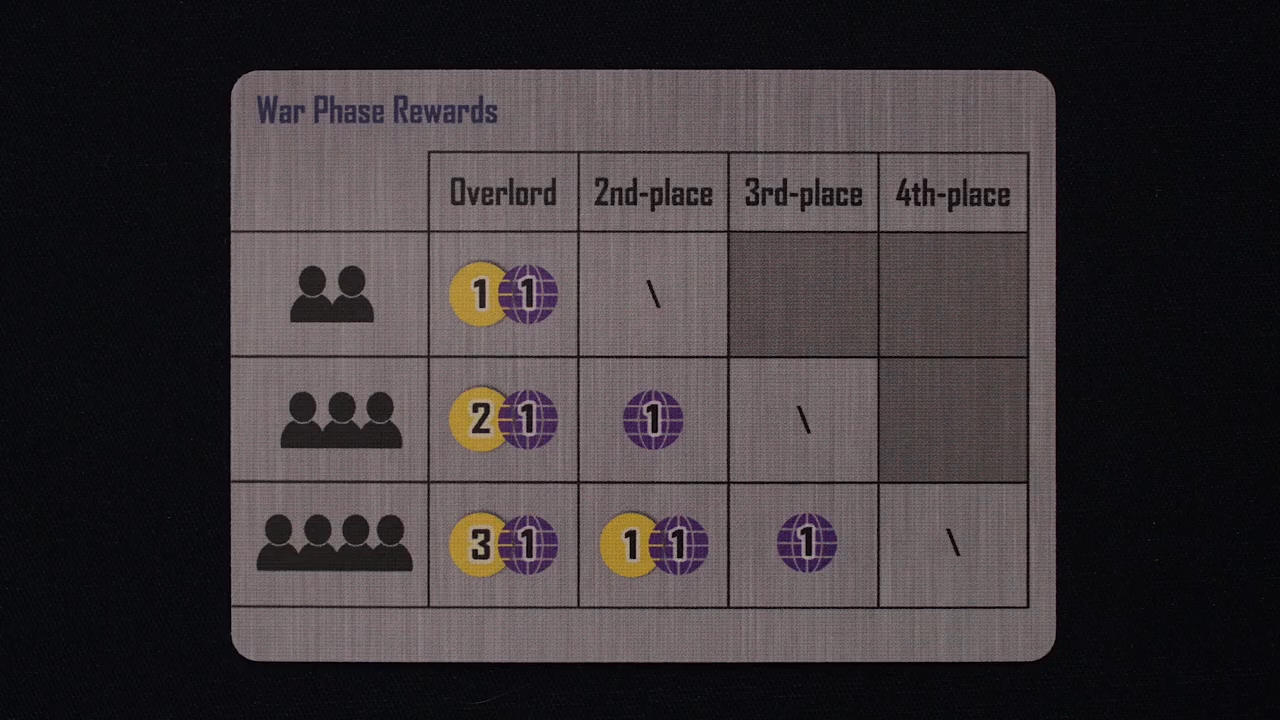 War Phase Rewards
Overlord 2nd-place 3rd-place 4th-place
1 1 \
2 1 1 \
3 1 1 1 1 \